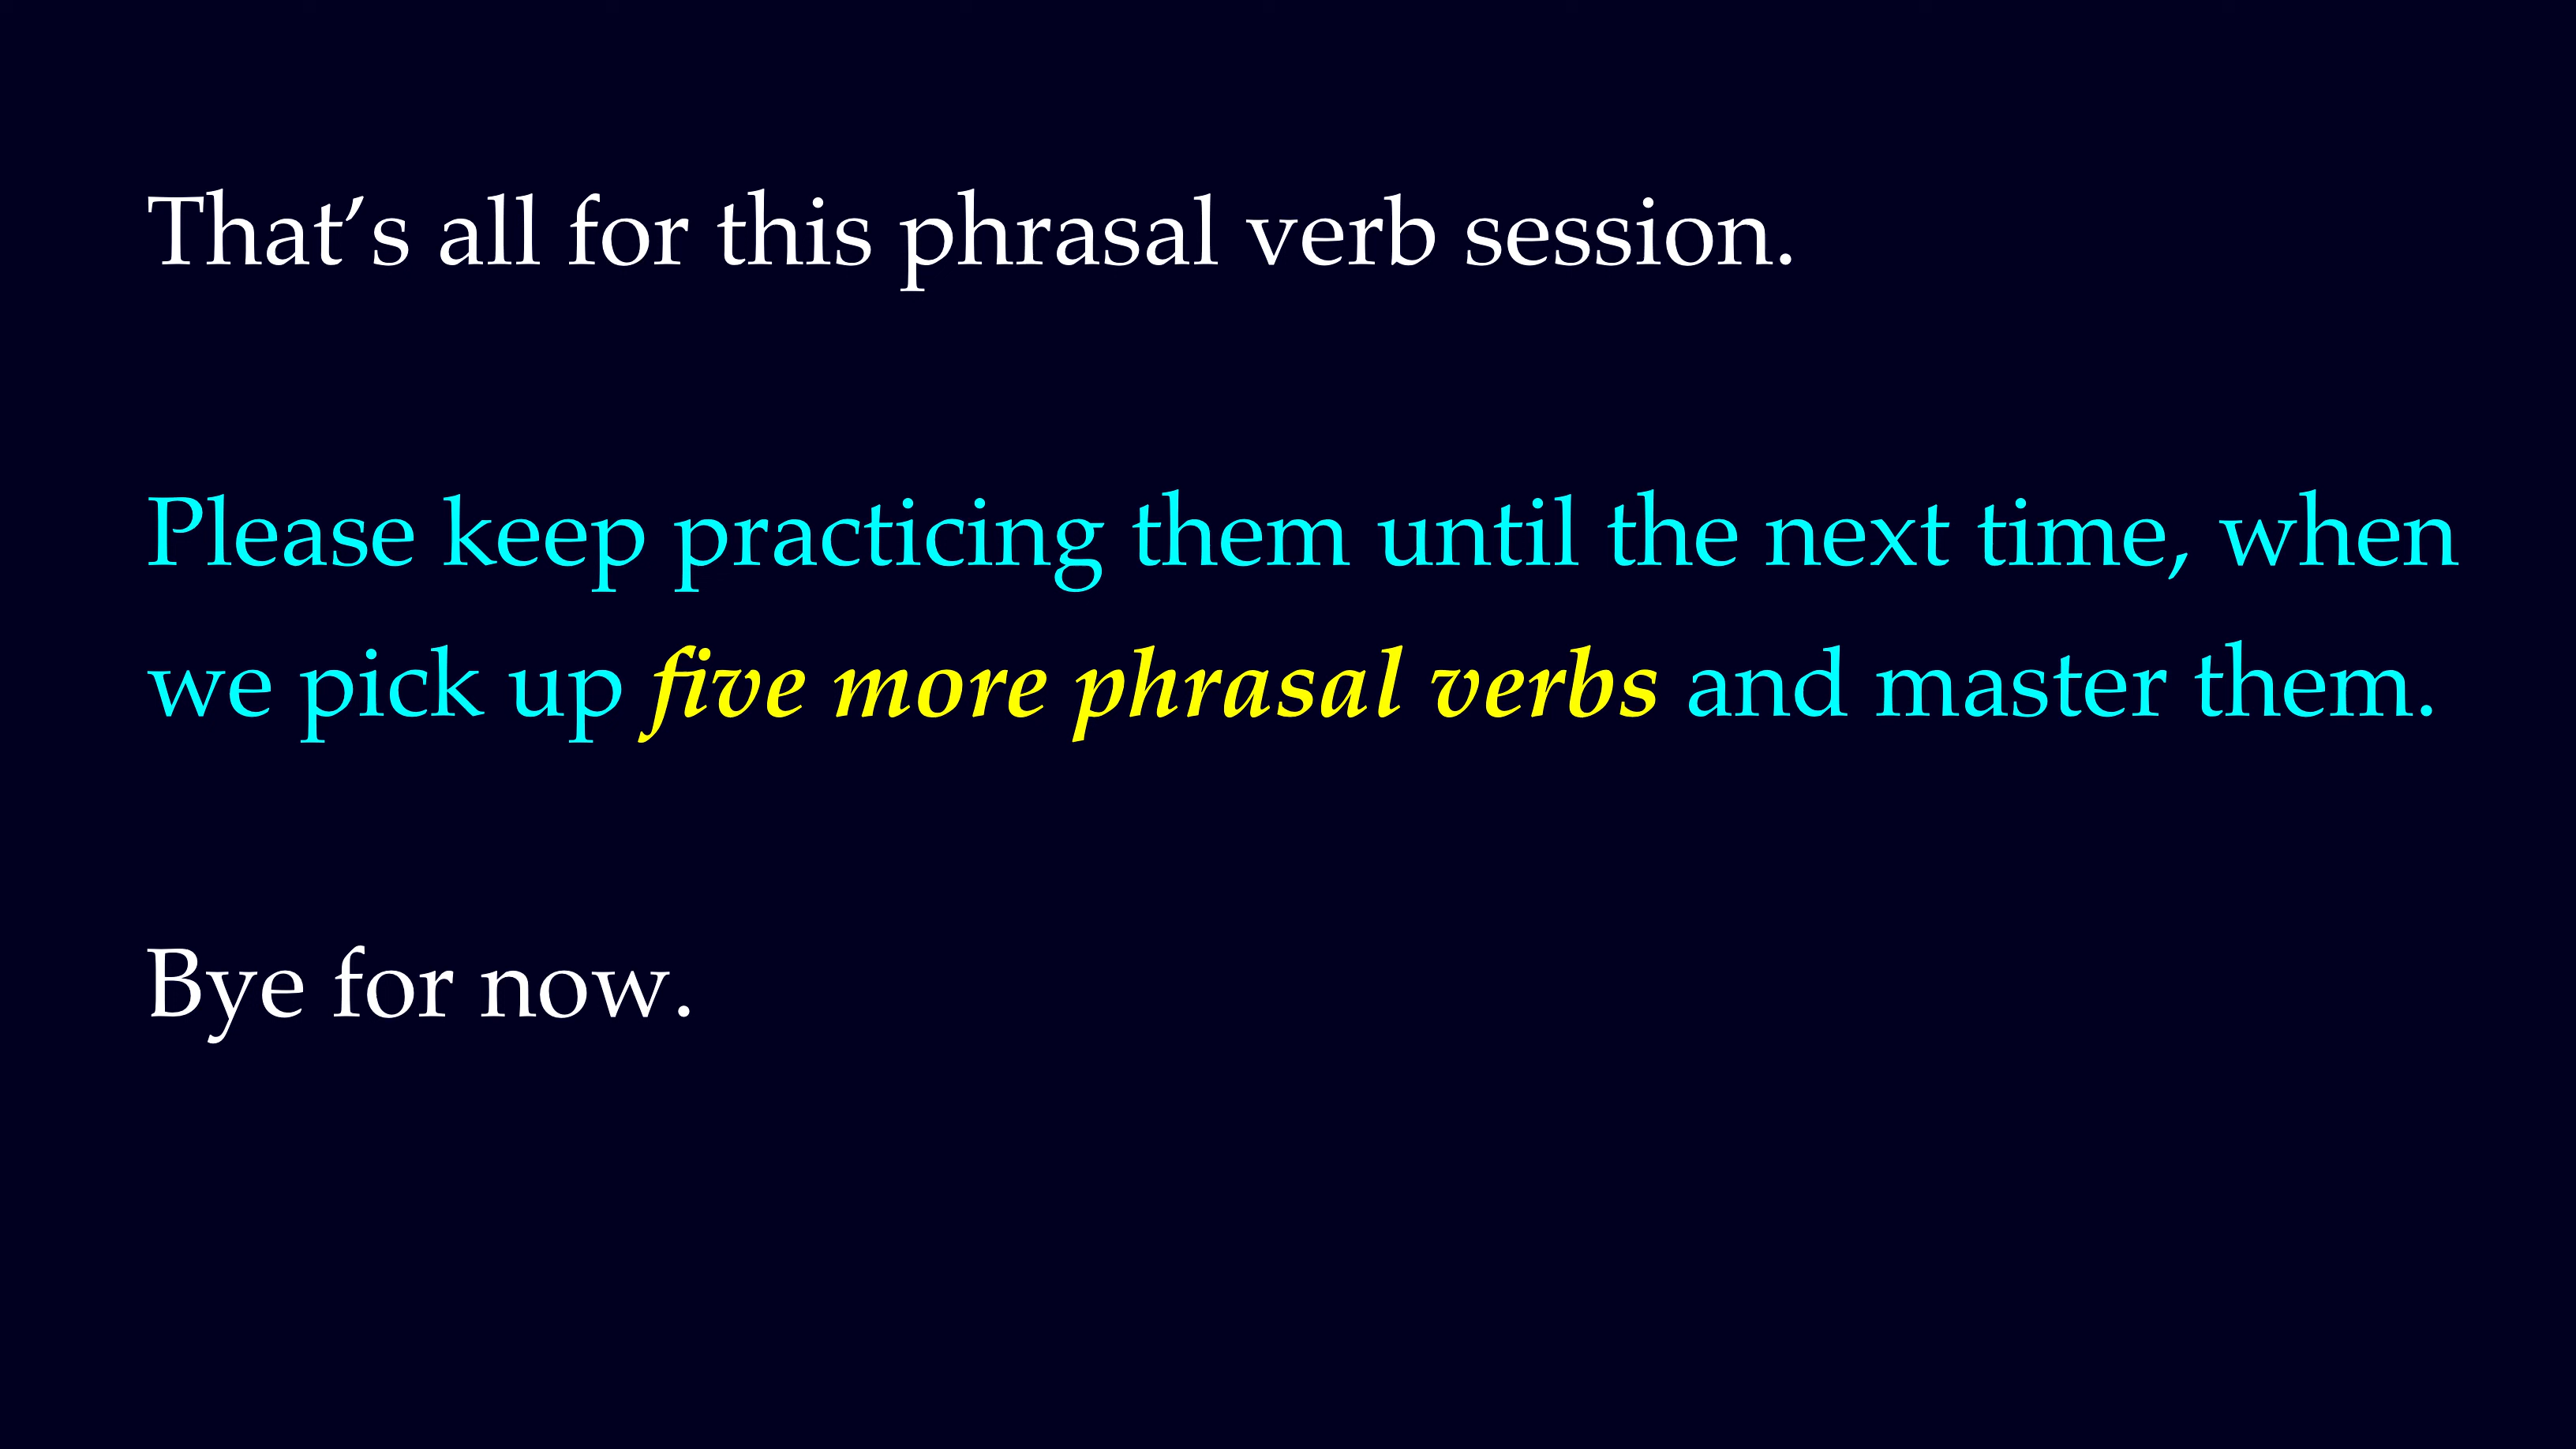 That’s all for this phrasal verb session.
Please keep practicing them until the next time, when
we pick up five more phrasal verbs and master them.
Bye for now.